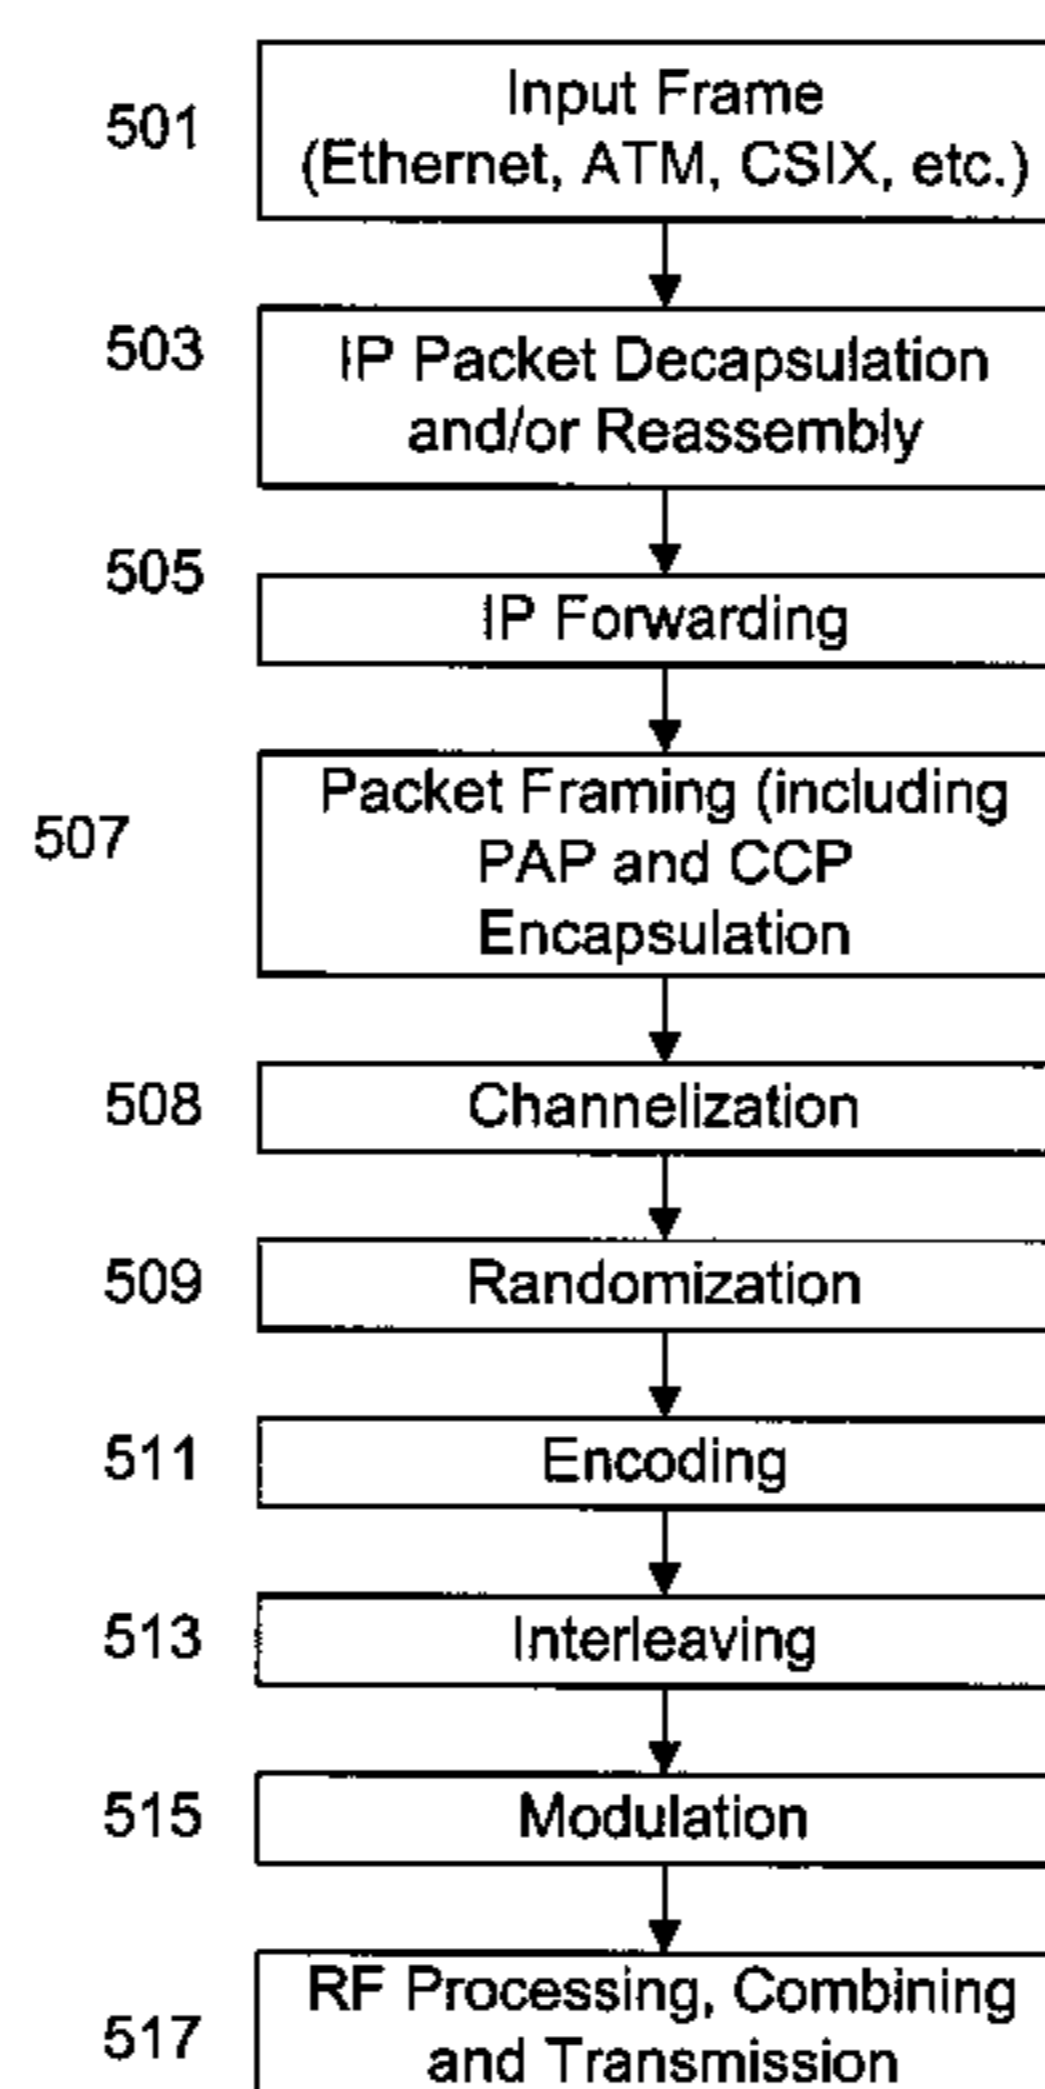 501
Input Frame
(Ethernet, ATM, CSIX, etc.)
503
IP Packet Decapsulation
and/or Reassembly
505
IP Forwarding
507
Packet Framing (including
PAP and CCP
Encapsulation
508
Channelization
509
Randomization
511
Encoding
513
Interleaving
515
Modulation
517
RF Processing, Combining
and Transmission